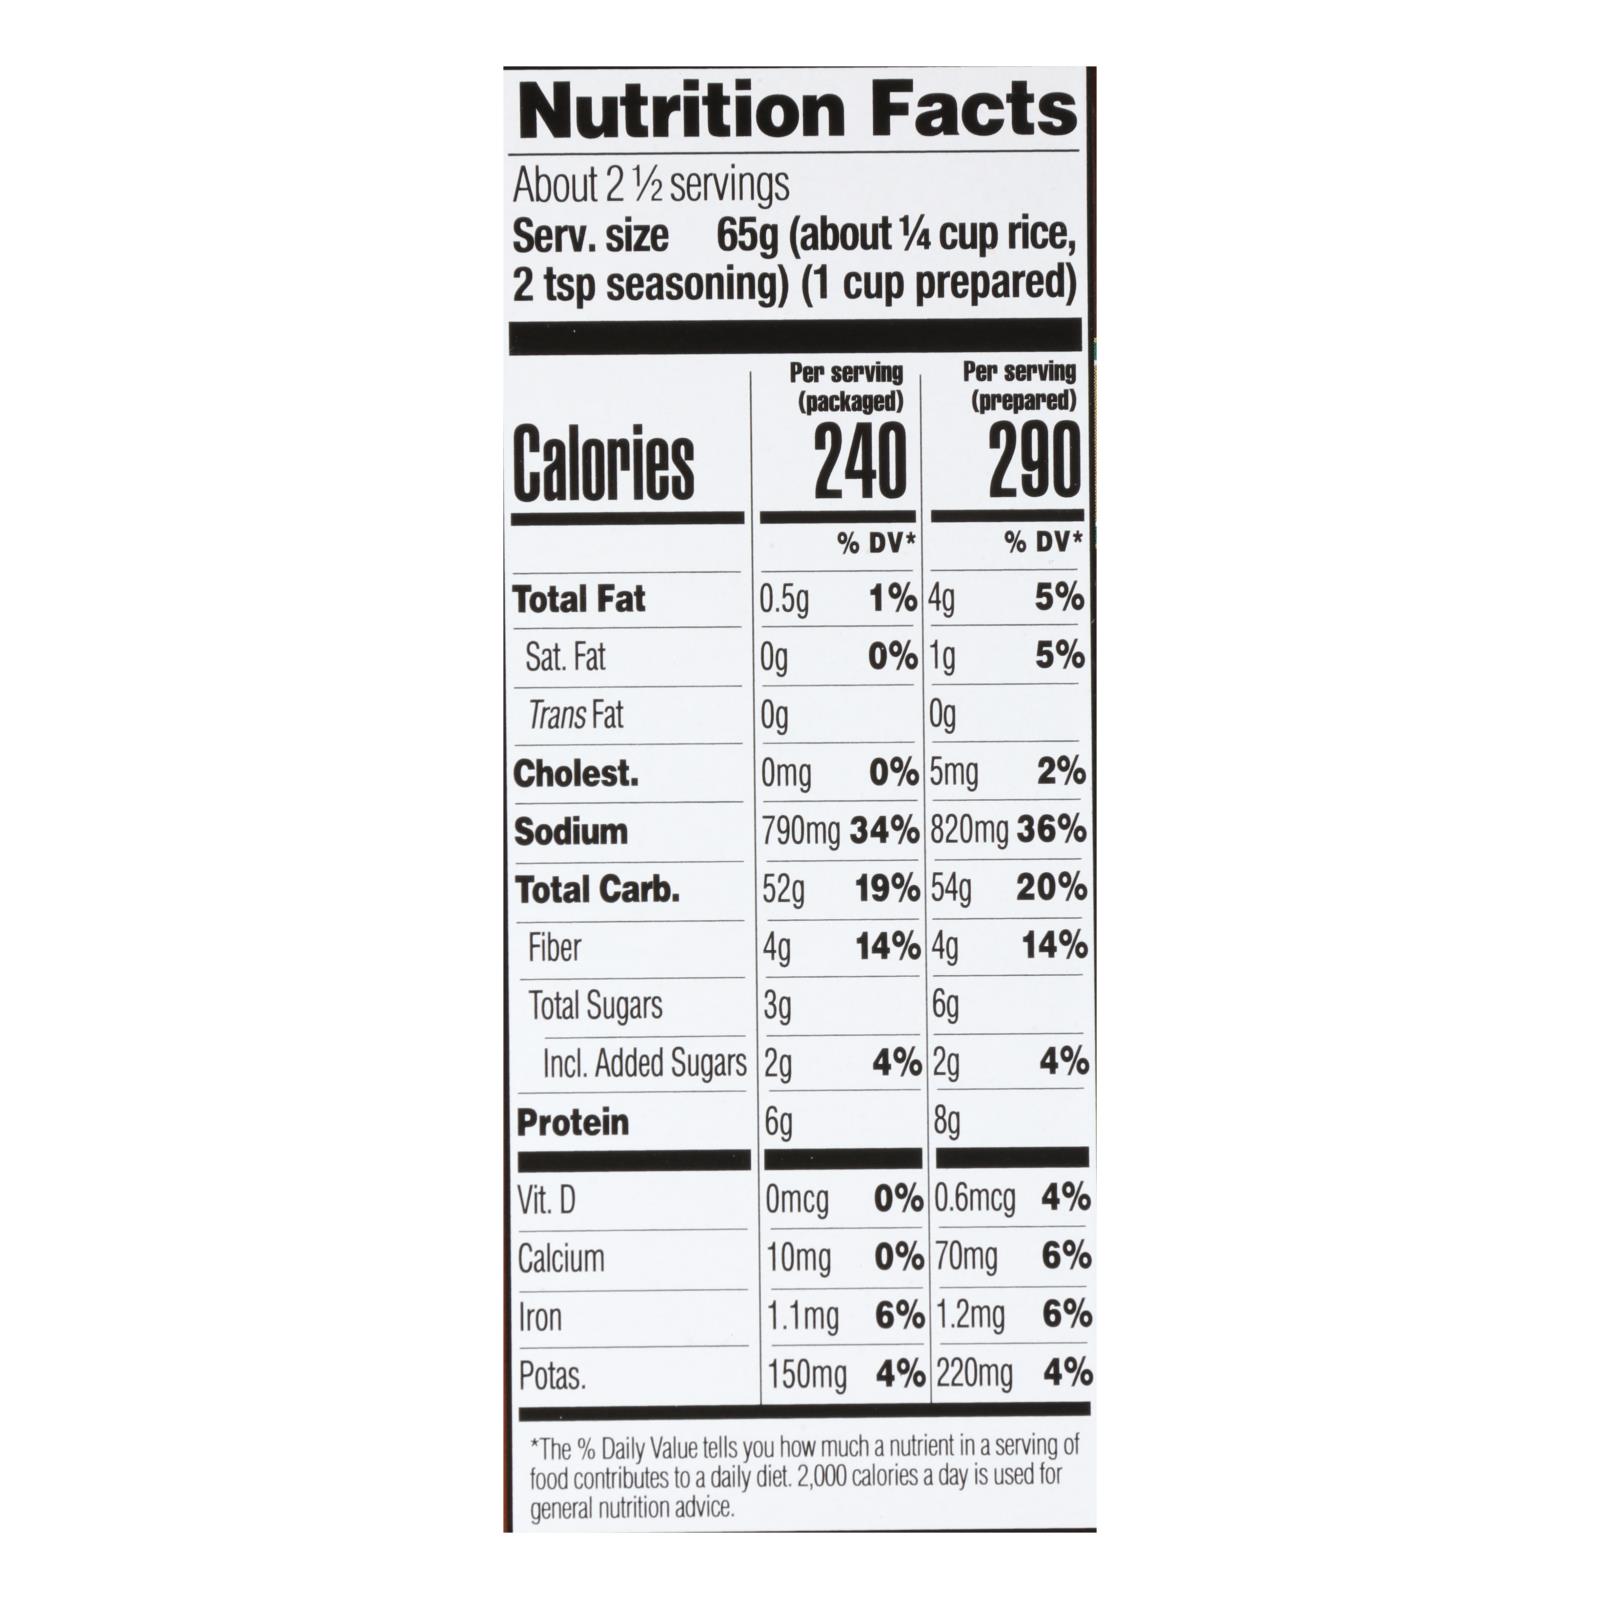 Nutrition Facts
About 2 ½ servings
Serv. size 65g (about ¼ cup rice,
2 tsp seasoning) (1 cup prepared)
Per serving (packaged) Per serving (prepared)
Calories 240 290
% DV* % DV*
Total Fat 0.5g 1% 4g 5%
Sat. Fat 0g 0% 1g 5%
Trans Fat 0g 0g
Cholest. 0mg 0% 5mg 2%
Sodium 790mg 34% 820mg 36%
Total Carb. 52g 19% 54g 20%
Fiber 4g 14% 4g 14%
Total Sugars 3g 6g
Incl. Added Sugars 2g 4% 2g 4%
Protein 6g 8g
Vit. D 0mcg 0% 0.6mcg 4%
Calcium 10mg 0% 70mg 6%
Iron 1.1mg 6% 1.2mg 6%
Potas. 150mg 4% 220mg 4%
*The % Daily Value tells you how much a nutrient in a serving of
food contributes to a daily diet. 2,000 calories a day is used for
general nutrition advice.